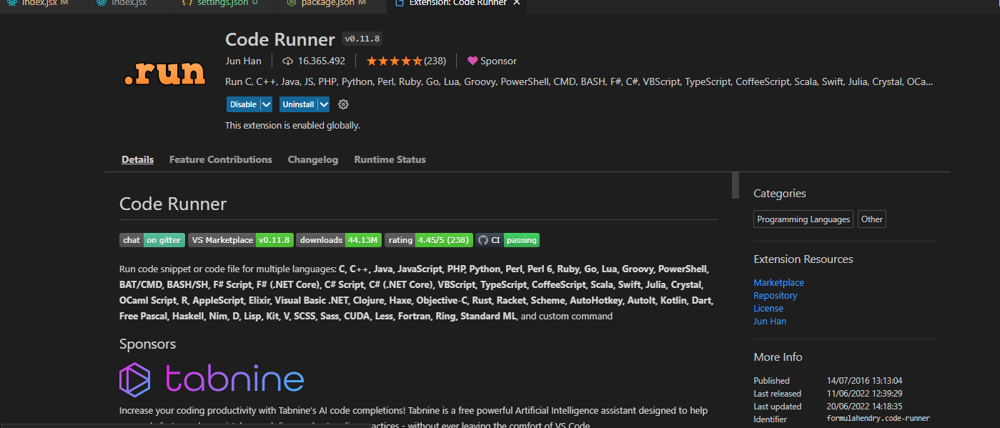 index.jsx M index.jsx settings.json U package.json M Extension: Code Runner
Code Runner v0.11.8
Jun Han 16.365.492 (238) Sponsor
.run
Run C, C++, Java, JS, PHP, Python, Perl, Ruby, Go, Lua, Groovy, PowerShell, CMD, BASH, F#, C#, VBScript, TypeScript, CoffeeScript, Scala, Swift, Julia, Crystal, OCa...
Disable Uninstall
This extension is enabled globally.
Details Feature Contributions Changelog Runtime Status
Code Runner
chat on gitter VS Marketplace v0.11.8 downloads 44.13M rating 4.45/5 (238) CI passing
Run code snippet or code file for multiple languages: C, C++, Java, JavaScript, PHP, Python, Perl, Perl 6, Ruby, Go, Lua, Groovy, PowerShell,
BAT/CMD, BASH/SH, F# Script, F# (.NET Core), C# Script, C# (.NET Core), VBScript, TypeScript, CoffeeScript, Scala, Swift, Julia, Crystal,
OCaml Script, R, AppleScript, Elixir, Visual Basic .NET, Clojure, Haxe, Objective-C, Rust, Racket, Scheme, AutoHotkey, AutoIt, Kotlin, Dart,
Free Pascal, Haskell, Nim, D, Lisp, Kit, V, SCSS, Sass, CUDA, Less, Fortran, Ring, Standard ML, and custom command
Sponsors
tabnine
Increase your coding productivity with Tabnine's AI code completions! Tabnine is a free powerful Artificial Intelligence assistant designed to help
- without ever leaving the comfort of VS Code.
Categories
Programming Languages Other
Extension Resources
Marketplace
Repository
License
Jun Han
More Info
Published 14/07/2016 13:13:04
Last released 11/06/2022 12:39:29
Last updated 20/06/2022 14:18:35
Identifier formulahendry.code-runner